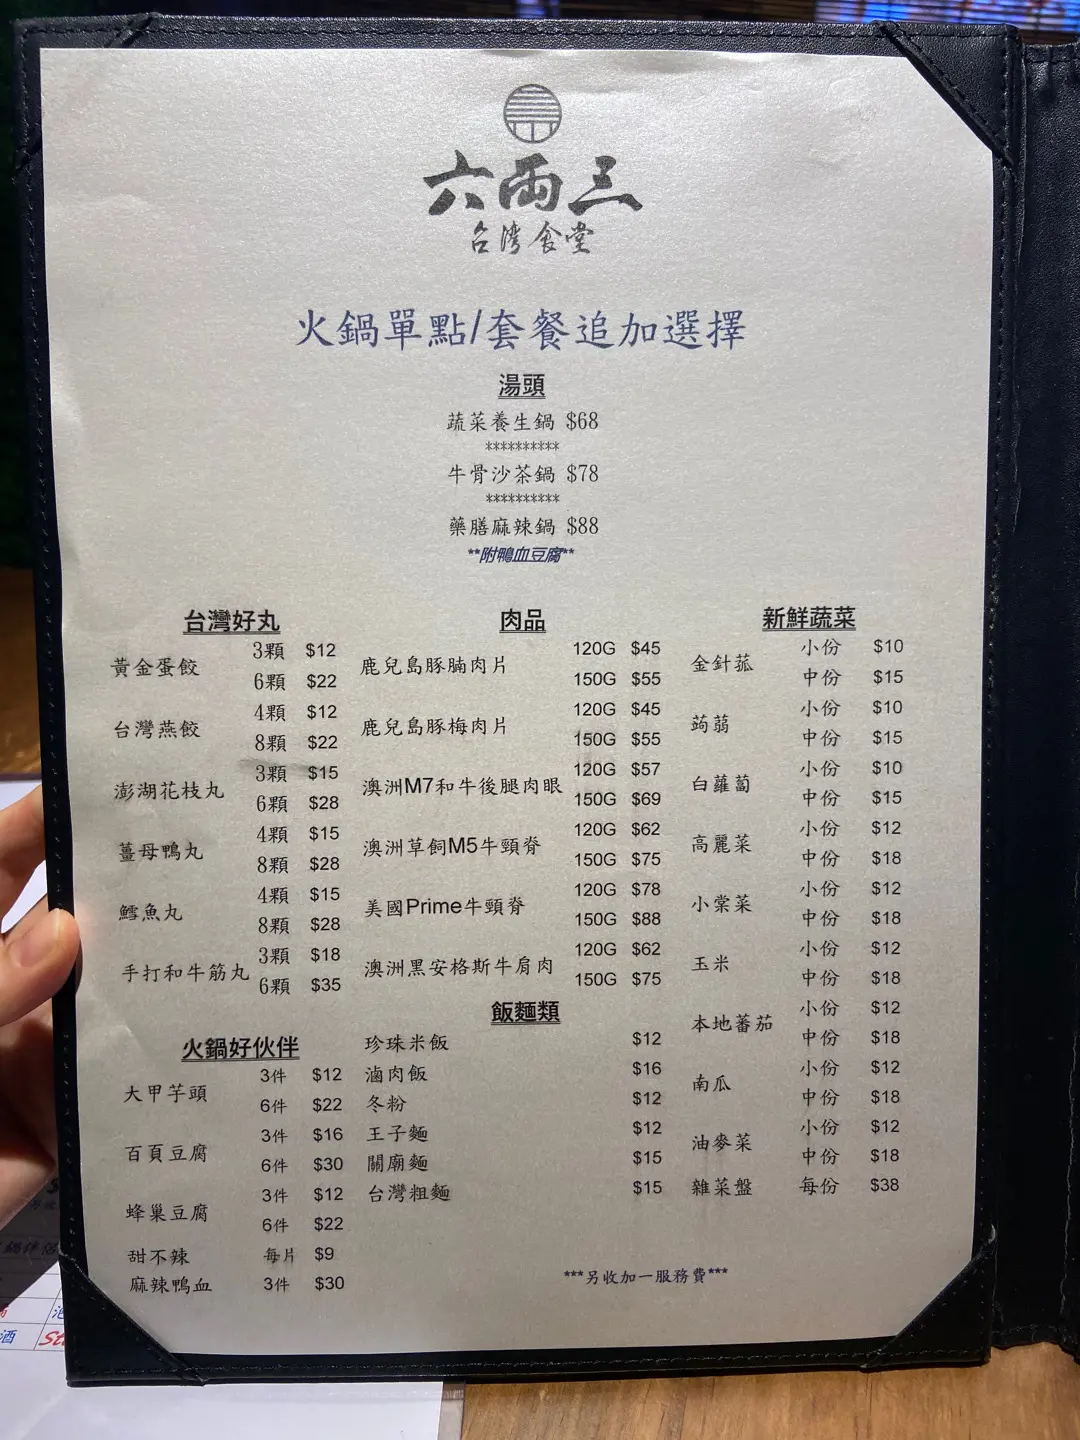 六兩三
台灣食堂
火鍋單點/套餐追加選擇
湯頭
蔬菜養生鍋 $68
**********
牛骨沙茶鍋 $78
**********
藥膳麻辣鍋 $88
**附鴨血豆腐**
台灣好丸
黃金蛋餃 3顆 $12
6顆 $22
台灣燕餃 4顆 $12
8顆 $22
澎湖花枝丸 3顆 $15
6顆 $28
薑母鴨丸 4顆 $15
8顆 $28
鱈魚丸 4顆 $15
8顆 $28
手打和牛筋丸 3顆 $18
6顆 $35
火鍋好伙伴
大甲芋頭 3件 $12
6件 $22
百頁豆腐 3件 $16
6件 $30
蜂巢豆腐 3件 $12
6件 $22
甜不辣 每片 $9
麻辣鴨血 3件 $30
肉品
鹿兒島豚腩肉片 120G $45
150G $55
鹿兒島豚梅肉片 120G $45
150G $55
澳洲M7和牛後腿肉眼 120G $57
150G $69
澳洲草飼M5牛頸脊 120G $62
150G $75
美國Prime牛頸脊 120G $78
150G $88
澳洲黑安格斯牛肩肉 120G $62
150G $75
飯麵類
珍珠米飯 $12
滷肉飯 $16
冬粉 $12
王子麵 $12
關廟麵 $15
台灣粗麵 $15
新鮮蔬菜
金針菰 小份 $10
中份 $15
蒟蒻 小份 $10
中份 $15
白蘿蔔 小份 $10
中份 $15
高麗菜 小份 $12
中份 $18
小棠菜 小份 $12
中份 $18
玉米 小份 $12
中份 $18
本地蕃茄 小份 $12
中份 $18
南瓜 小份 $12
中份 $18
油麥菜 小份 $12
中份 $18
雜菜盤 每份 $38
***另收加一服務費***
酒